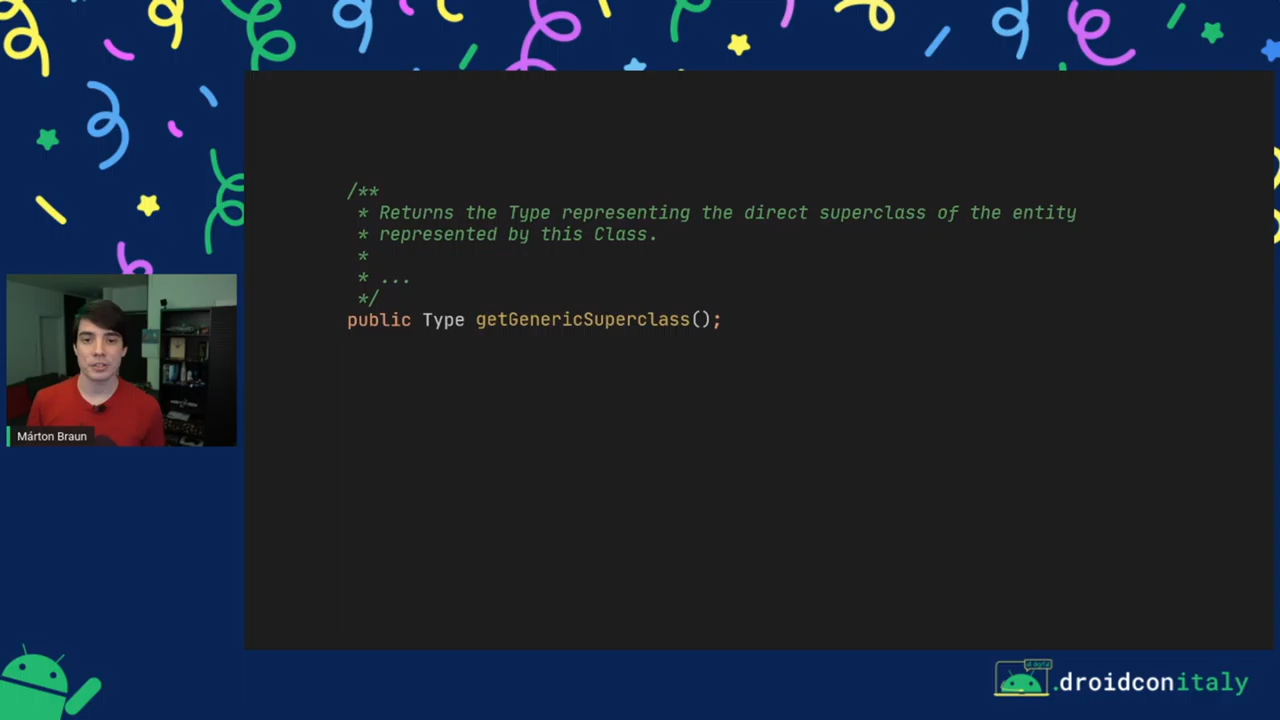 /**
* Returns the Type representing the direct superclass of the entity
* represented by this Class.
*
* ...
*/
public Type getGenericSuperclass();
Márton Braun
.droidconitaly